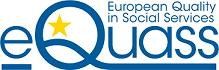 European Quality
in Social Services
eQuass